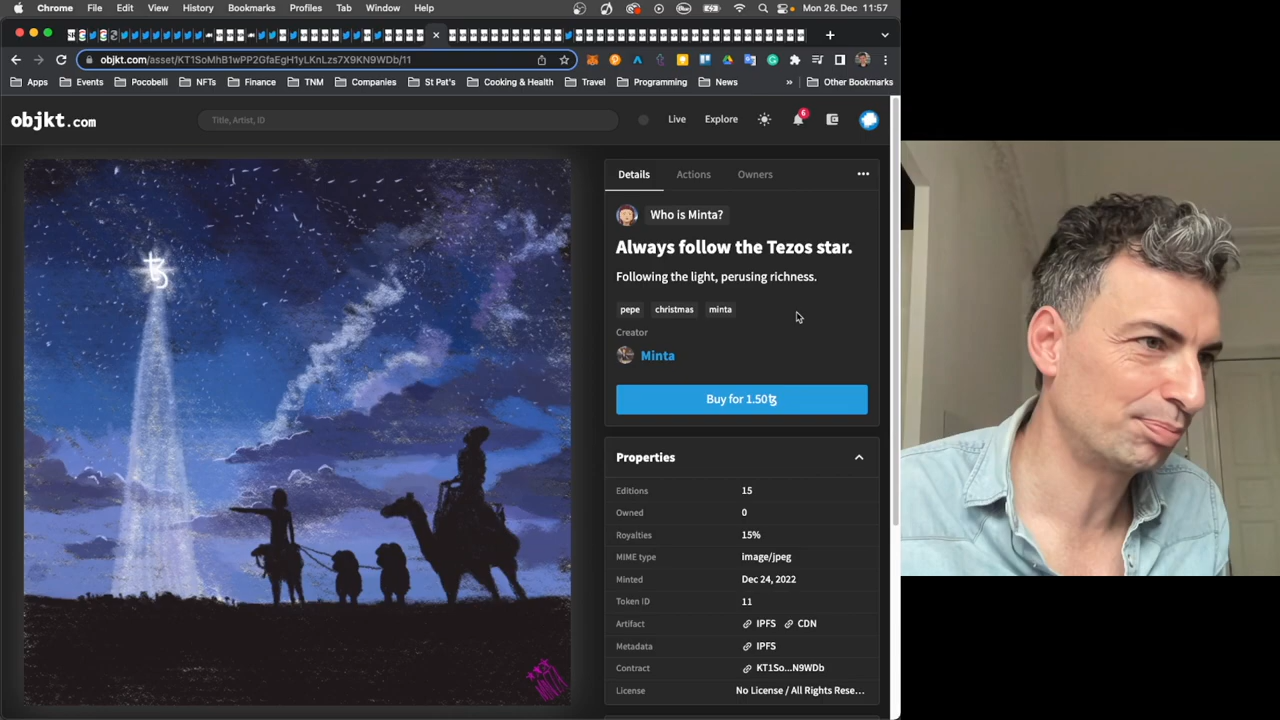 Chrome File Edit View History Bookmarks Profiles Tab Window Help Mon 26. Dec 11:57
objkt.com/asset/KT1SoMhB1wPP2GfaEgH1yLKnLzs7X9KN9WDb/11
Apps Events Pocobelli NFTs Finance TNM Companies St Pat's Cooking & Health Travel Programming News » Other Bookmarks
objkt.com Title, Artist, ID Live Explore 6
Details Actions Owners
Who is Minta?
Always follow the Tezos star.
Following the light, perusing richness.
pepe christmas minta
Creator
Minta
Buy for 1.50ꜩ
Properties
Editions 15
Owned 0
Royalties 15%
MIME type image/jpeg
Minted Dec 24, 2022
Token ID 11
Artifact IPFS CDN
Metadata IPFS
Contract KT1So...N9WDb
License No License / All Rights Rese...